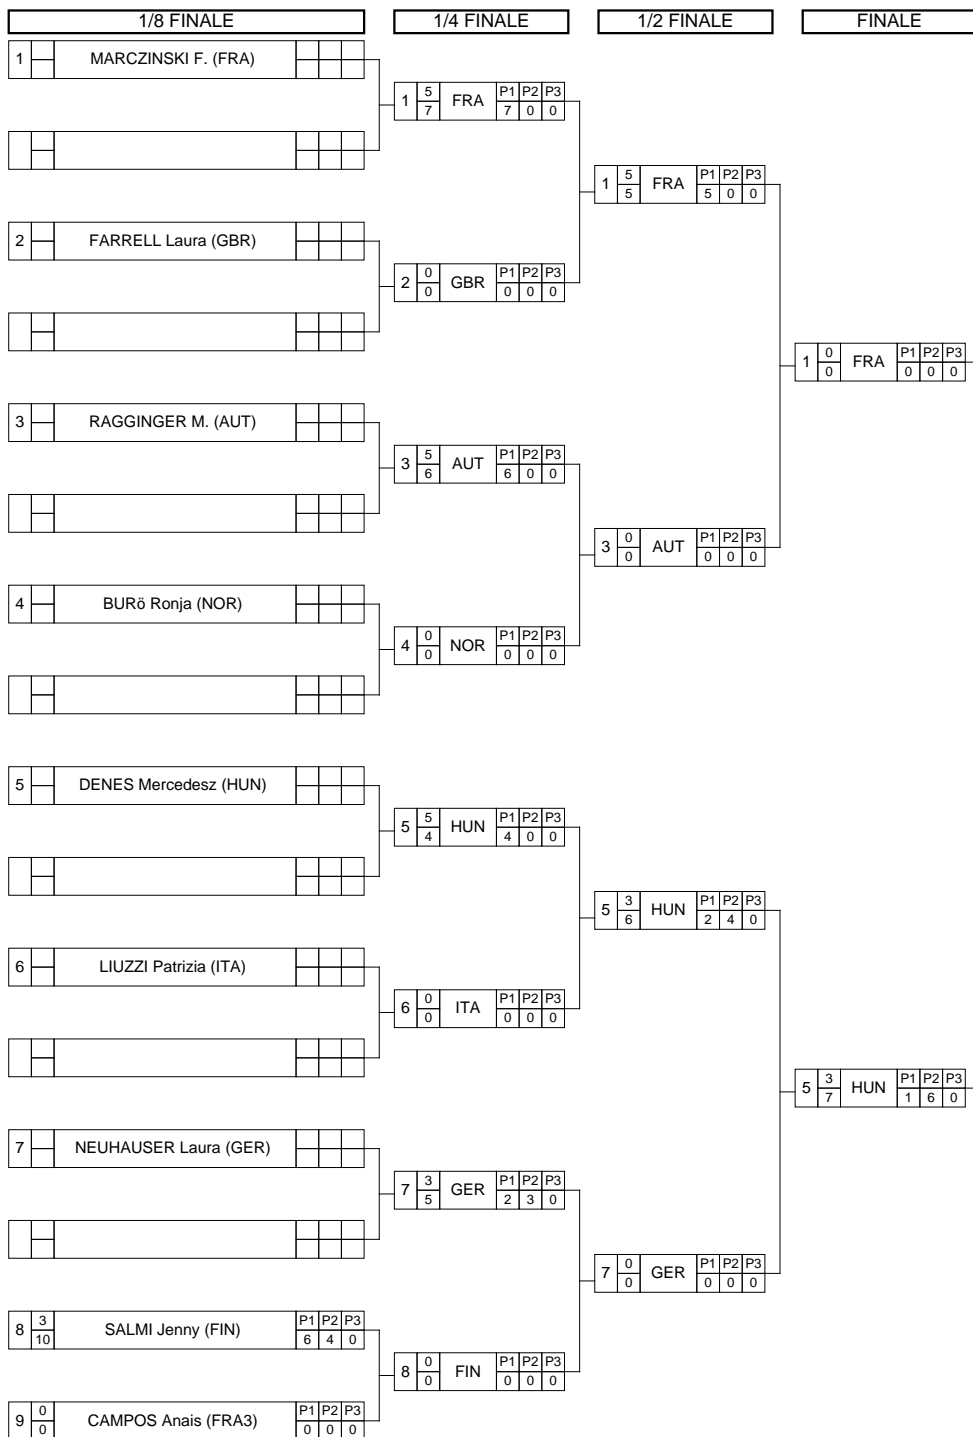 1/8 FINALE 1/4 FINALE 1/2 FINALE FINALE
1 MARCZINSKI F. (FRA)
1 5 FRA P1 P2 P3
7 7 0 0
1 5 FRA P1 P2 P3
5 5 0 0
2 FARRELL Laura (GBR)
2 0 GBR P1 P2 P3
0 0 0 0
1 0 FRA P1 P2 P3
0 0 0 0
3 RAGGINGER M. (AUT)
3 5 AUT P1 P2 P3
6 6 0 0
3 0 AUT P1 P2 P3
0 0 0 0
4 BURö Ronja (NOR)
4 0 NOR P1 P2 P3
0 0 0 0
5 DENES Mercedesz (HUN)
5 5 HUN P1 P2 P3
4 4 0 0
5 3 HUN P1 P2 P3
6 2 4 0
6 LIUZZI Patrizia (ITA)
6 0 ITA P1 P2 P3
0 0 0 0
5 3 HUN P1 P2 P3
7 1 6 0
7 NEUHAUSER Laura (GER)
7 3 GER P1 P2 P3
5 2 3 0
7 0 GER P1 P2 P3
0 0 0 0
8 3 SALMI Jenny (FIN) P1 P2 P3
10 6 4 0
8 0 FIN P1 P2 P3
0 0 0 0
9 0 CAMPOS Anais (FRA3) P1 P2 P3
0 0 0 0